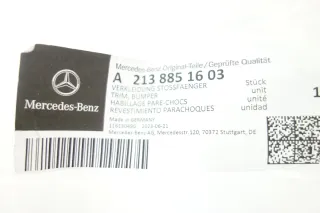 Mercedes-Benz Original-Teile/Geprüfte Qualität
A 213 885 16 03
VERKLEIDUNG STOSSFAENGER
TRIM, BUMPER
HABILLAGE PARE-CHOCS
REVESTIMIENTO PARACHOQUES
Stück
unit
unité
unidad
1
Mercedes-Benz
Made in GERMANY
Mercedes-Benz AG, Mercedesstr. 120, 70372 Stuttgart, DE